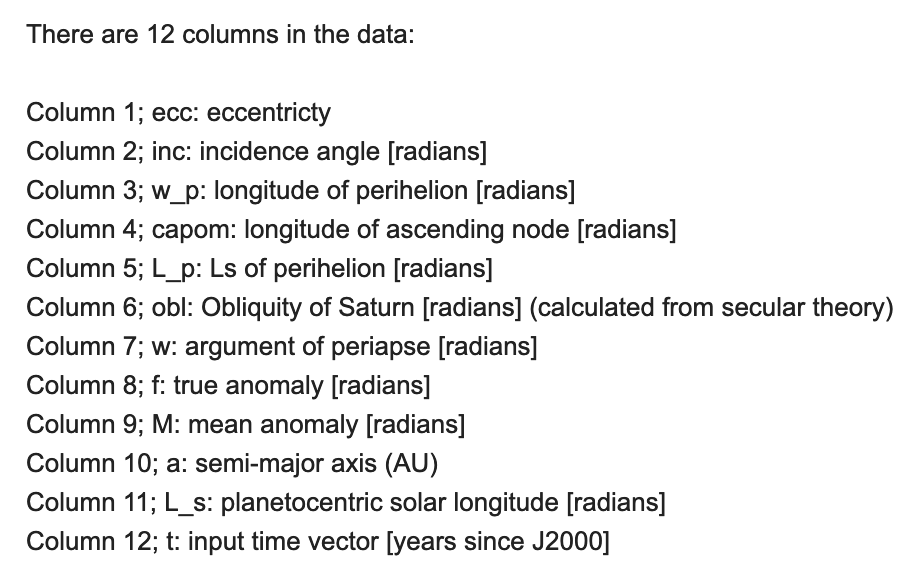 There are 12 columns in the data:
Column 1; ecc: eccentricty
Column 2; inc: incidence angle [radians]
Column 3; w_p: longitude of perihelion [radians]
Column 4; capom: longitude of ascending node [radians]
Column 5; L_p: Ls of perihelion [radians]
Column 6; obl: Obliquity of Saturn [radians] (calculated from secular theory)
Column 7; w: argument of periapse [radians]
Column 8; f: true anomaly [radians]
Column 9; M: mean anomaly [radians]
Column 10; a: semi-major axis (AU)
Column 11; L_s: planetocentric solar longitude [radians]
Column 12; t: input time vector [years since J2000]